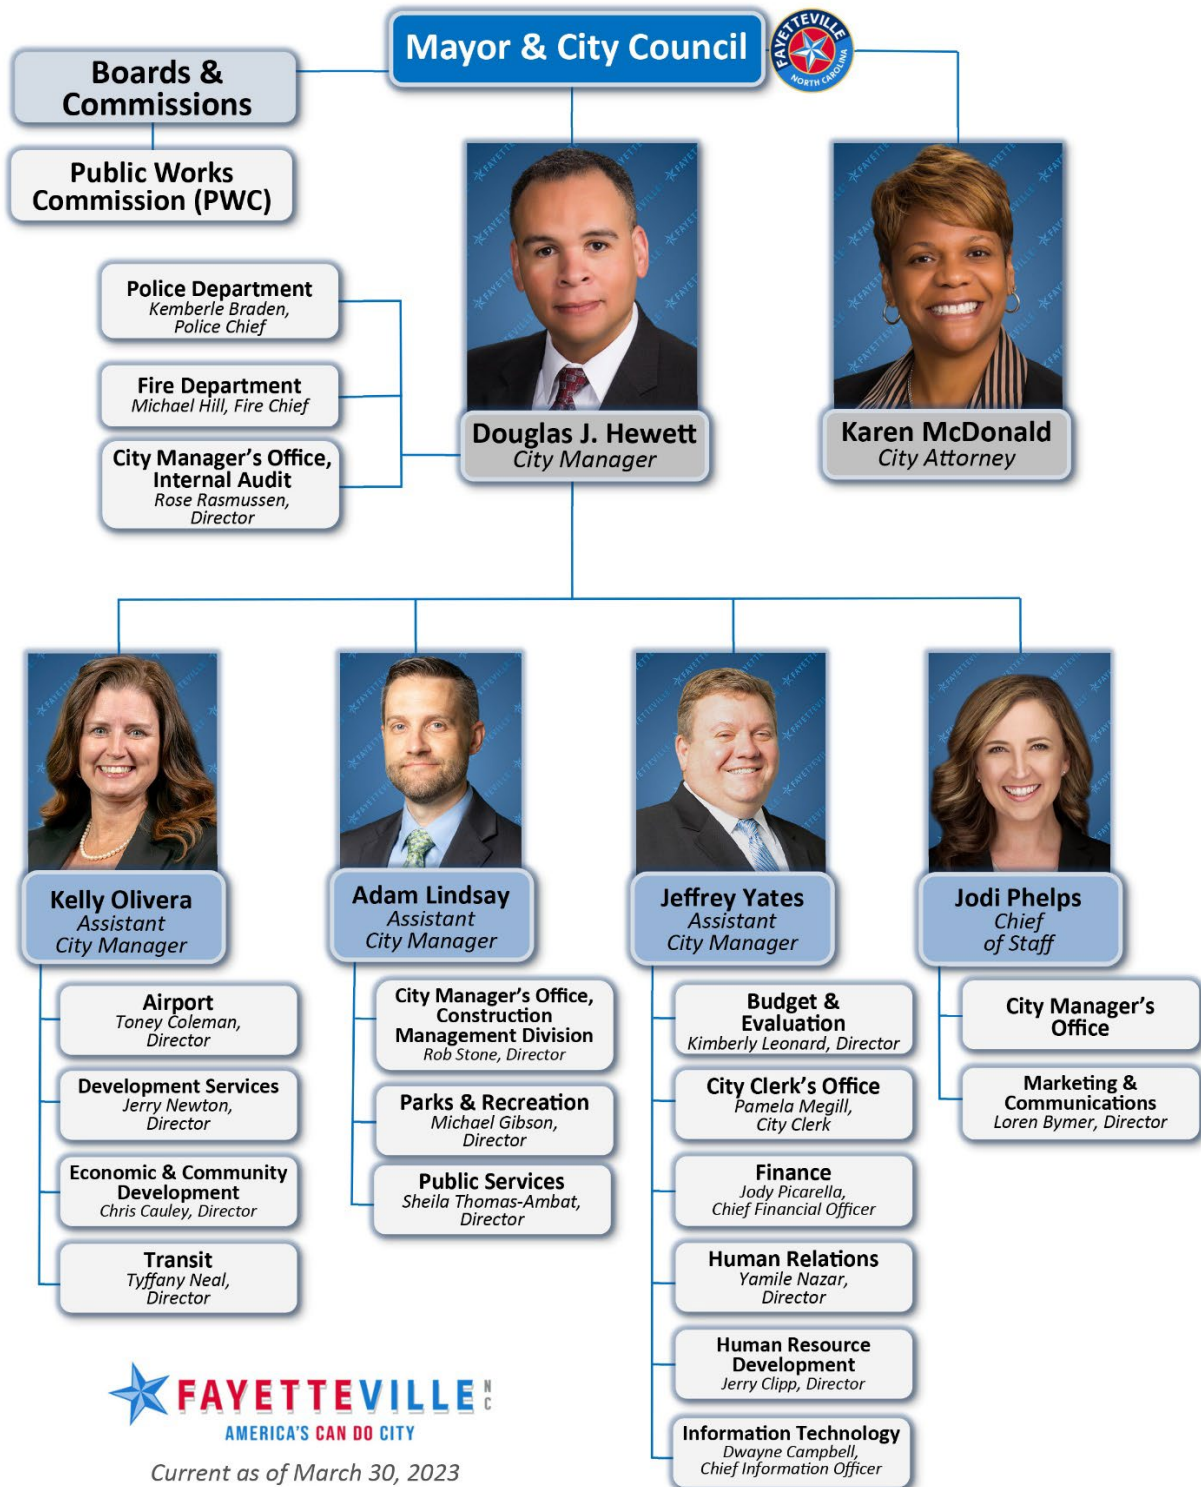 Mayor & City Council
FAYETTEVILLE
NORTH CAROLINA
Boards &
Commissions
Public Works
Commission (PWC)
Police Department
Kemberle Braden,
Police Chief
Fire Department
Michael Hill, Fire Chief
City Manager's Office,
Internal Audit
Rose Rasmussen,
Director
Douglas J. Hewett
City Manager
Karen McDonald
City Attorney
Kelly Olivera
Assistant
City Manager
Airport
Toney Coleman,
Director
Development Services
Jerry Newton,
Director
Economic & Community
Development
Chris Cauley, Director
Transit
Tyffany Neal,
Director
Adam Lindsay
Assistant
City Manager
City Manager's Office,
Construction
Management Division
Rob Stone, Director
Parks & Recreation
Michael Gibson,
Director
Public Services
Sheila Thomas-Ambat,
Director
Jeffrey Yates
Assistant
City Manager
Budget &
Evaluation
Kimberly Leonard, Director
City Clerk's Office
Pamela Megill,
City Clerk
Finance
Jody Picarella,
Chief Financial Officer
Human Relations
Yamile Nazar,
Director
Human Resource
Development
Jerry Clipp, Director
Information Technology
Dwayne Campbell,
Chief Information Officer
Jodi Phelps
Chief
of Staff
City Manager's
Office
Marketing &
Communications
Loren Bymer, Director
FAYETTEVILLE NC
AMERICA'S CAN DO CITY
Current as of March 30, 2023